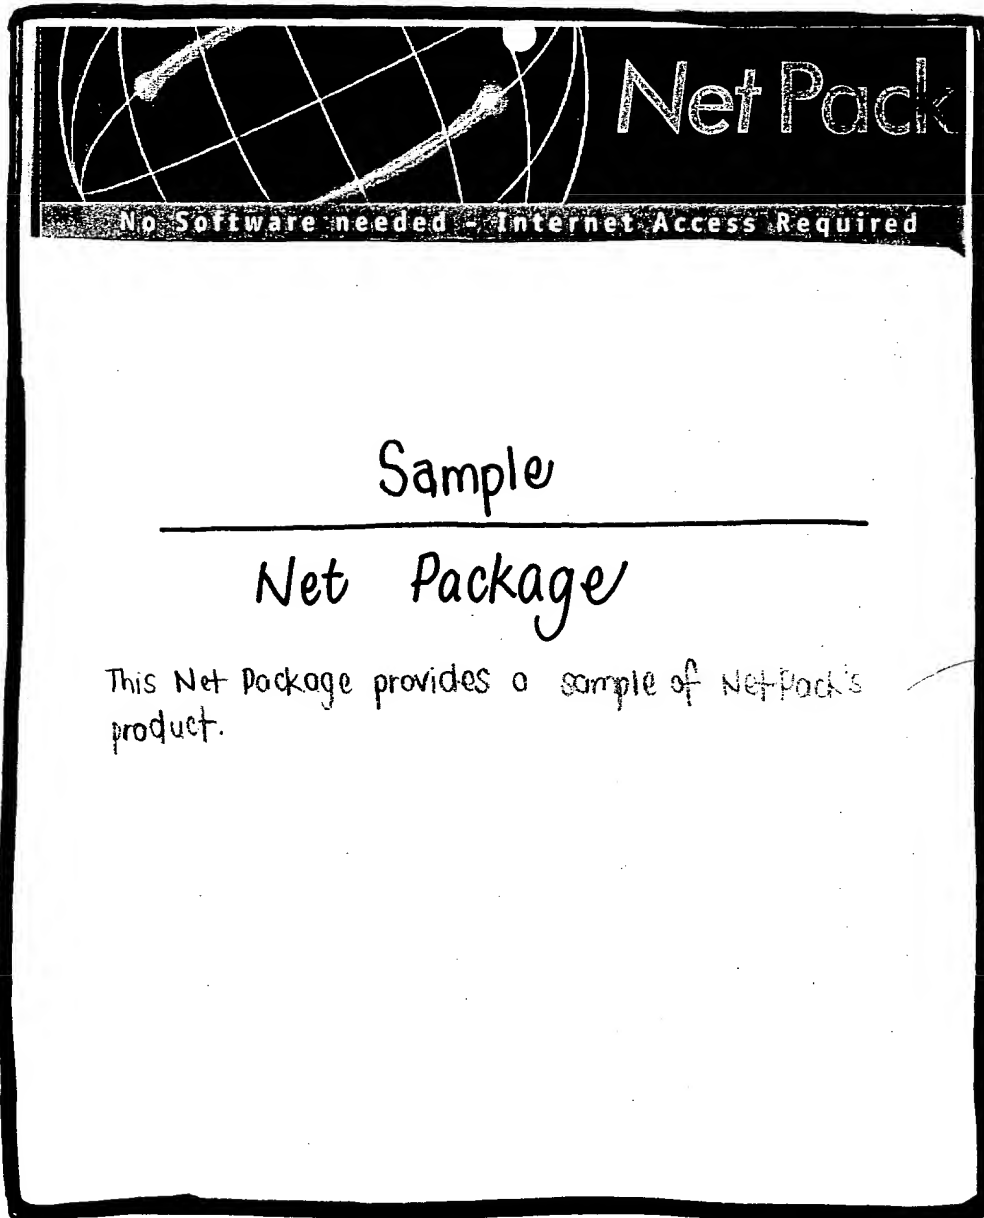 Net Pack
No Software needed - Internet Access Required
Sample
Net Package
This Net Package provides a sample of NetPack's
product.